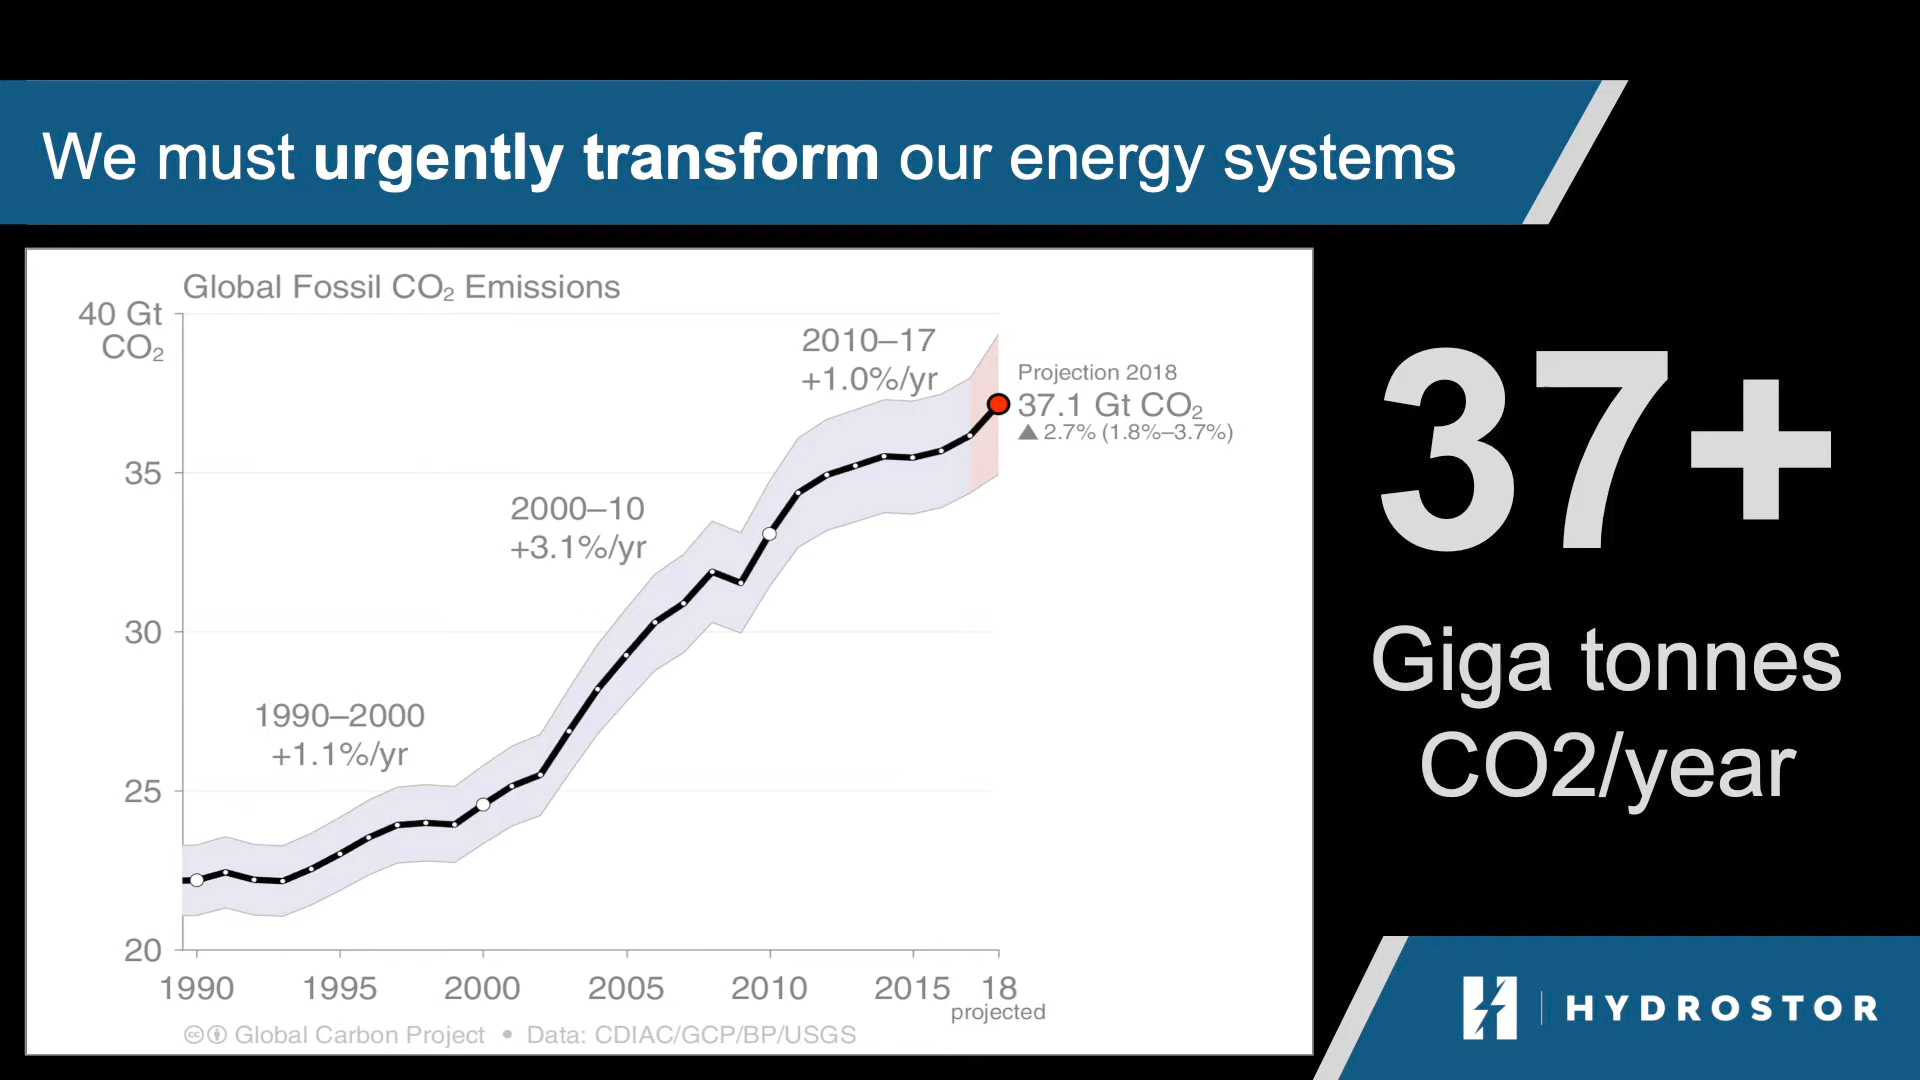 We must urgently transform our energy systems
Global Fossil CO₂ Emissions
40 Gt
CO₂
35
30
25
20
1990–2000
+1.1%/yr
2000–10
+3.1%/yr
2010–17
+1.0%/yr
Projection 2018
37.1 Gt CO₂
▲ 2.7% (1.8%–3.7%)
1990 1995 2000 2005 2010 2015 18
projected
Global Carbon Project • Data: CDIAC/GCP/BP/USGS
37+
Giga tonnes
CO2/year
HYDROSTOR